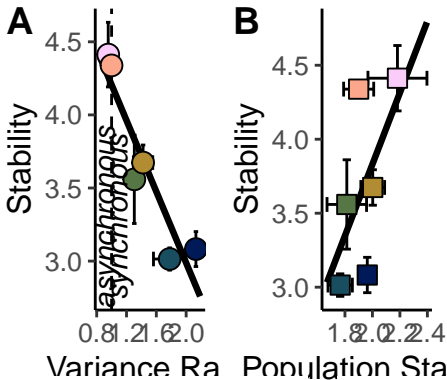 A
B
4.5
4.0
3.5
3.0
Stability
asynchronous
synchronous
0.8 1.2 1.6 2.0
Variance Ra
4.5
4.0
3.5
3.0
Stability
1.8 2.0 2.2 2.4
Population Sta